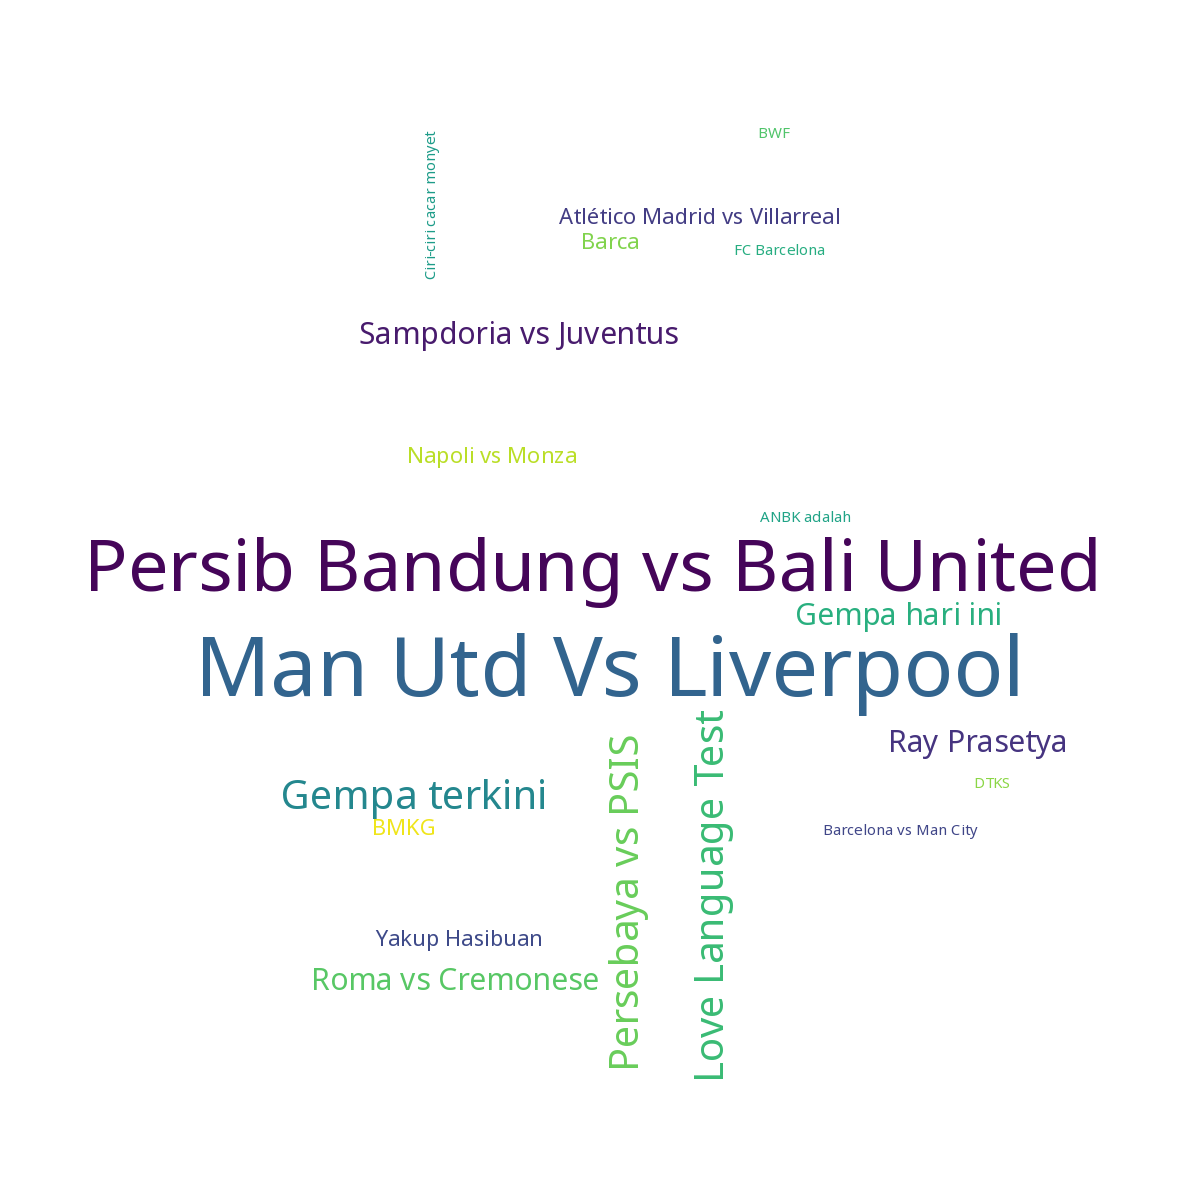 BWF
Ciri-ciri cacar monyet
Atlético Madrid vs Villarreal
Barca
FC Barcelona
Sampdoria vs Juventus
Napoli vs Monza
ANBK adalah
Persib Bandung vs Bali United
Gempa hari ini
Man Utd Vs Liverpool
Ray Prasetya
Gempa terkini
DTKS
BMKG
Barcelona vs Man City
Persebaya vs PSIS
Love Language Test
Yakup Hasibuan
Roma vs Cremonese